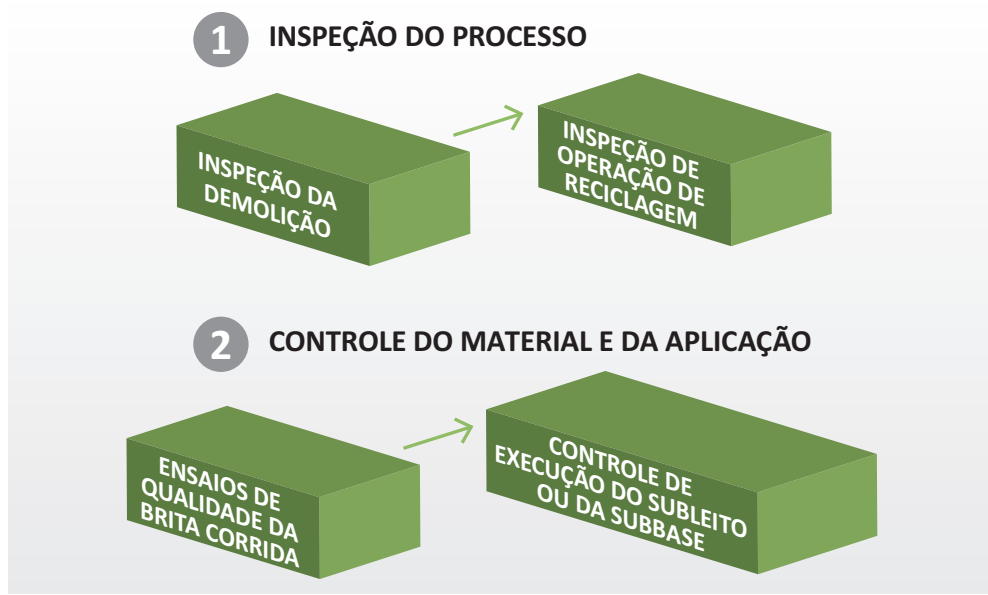 1 INSPEÇÃO DO PROCESSO
INSPEÇÃO DA
DEMOLIÇÃO
INSPEÇÃO DE
OPERAÇÃO DE
RECICLAGEM
2 CONTROLE DO MATERIAL E DA APLICAÇÃO
ENSAIOS DE
QUALIDADE DA
BRITA CORRIDA
CONTROLE DE
EXECUÇÃO DO SUBLEITO
OU DA SUBBASE